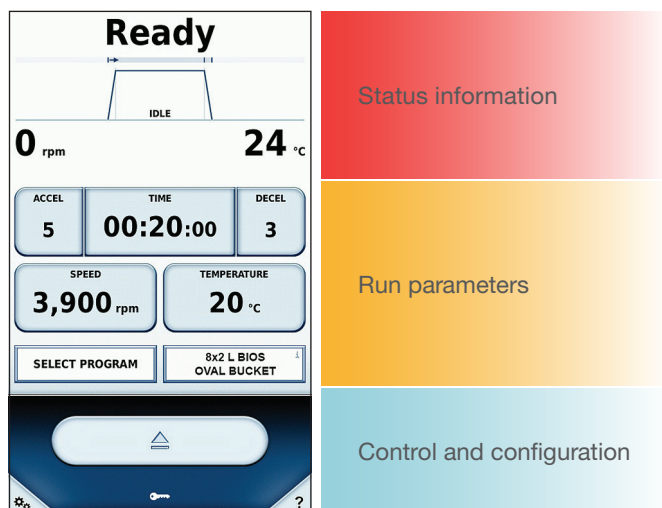 Ready
IDLE
0 rpm
24 °C
ACCEL
5
TIME
00:20:00
DECEL
3
SPEED
3,900 rpm
TEMPERATURE
20 °C
SELECT PROGRAM
8x2 L BIOS
OVAL BUCKET
i
?
Status information
Run parameters
Control and configuration